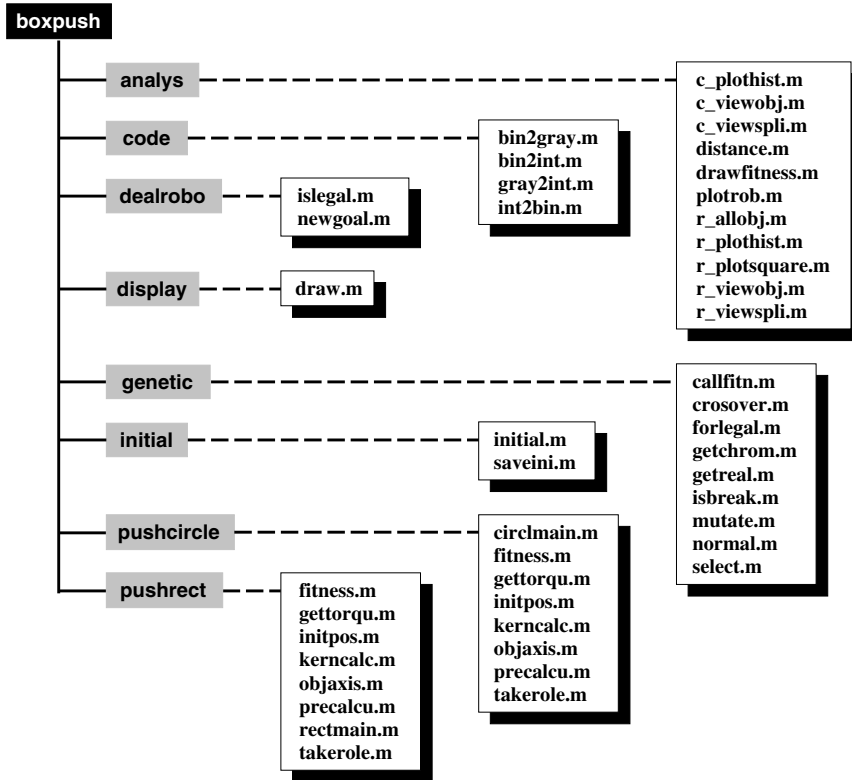 boxpush
analys
c_plothist.m
c_viewobj.m
c_viewspli.m
distance.m
drawfitness.m
plotrob.m
r_allobj.m
r_plothist.m
r_plotsquare.m
r_viewobj.m
r_viewspli.m
code
bin2gray.m
bin2int.m
gray2int.m
int2bin.m
dealrobo
islegal.m
newgoal.m
display
draw.m
genetic
callfitn.m
crosover.m
forlegal.m
getchrom.m
getreal.m
isbreak.m
mutate.m
normal.m
select.m
initial
initial.m
saveini.m
pushcircle
circlmain.m
fitness.m
gettorqu.m
initpos.m
kerncalc.m
objaxis.m
precalcu.m
takerole.m
pushrect
fitness.m
gettorqu.m
initpos.m
kerncalc.m
objaxis.m
precalcu.m
rectmain.m
takerole.m